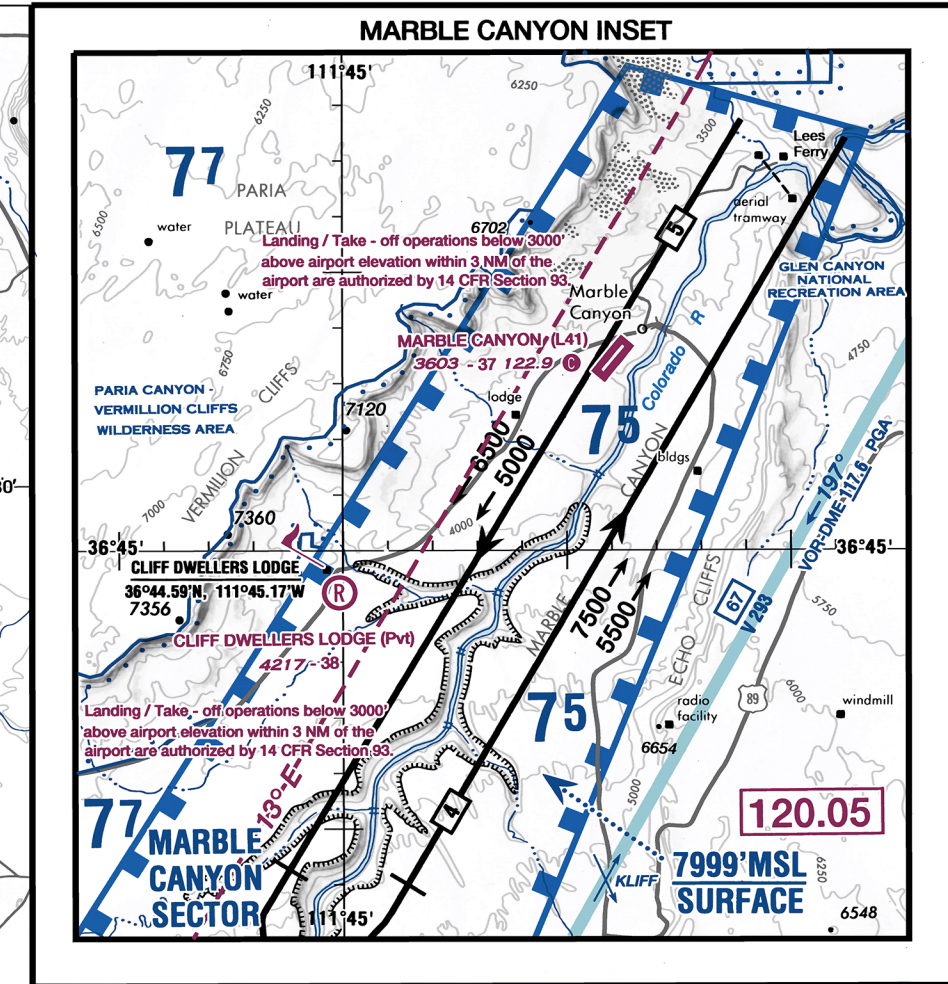 MARBLE CANYON INSET
111°45'
6250
6250
3500
Lees
Ferry
77
PARIA
PLATEAU
6500
water
aerial
tramway
5
6702
Landing / Take - off operations below 3000'
above airport elevation within 3 NM of the
airport are authorized by 14 CFR Section 93.
GLEN CANYON
NATIONAL
RECREATION AREA
water
Marble
Canyon
R
Colorado
MARBLE CANYON (L41)
3603 - 37 122.9 C
6750
4750
PARIA CANYON -
VERMILLION CLIFFS
WILDERNESS AREA
CLIFFS
VERMILION
lodge
7120
75
6500
5000
CANYON
MARBLE
bldgs
197°
VOR-DME 117.6 PGA
7000
7360
4000
30'
36°45'
36°45'
CLIFF DWELLERS LODGE
36°44.59'N, 111°45.17'W
R
7356
CLIFF DWELLERS LODGE (Pvt)
4217 - 38
7500
5500
ECHO CLIFFS
67
V 293
5750
89
6000
radio
facility
windmill
6654
75
5000
Landing / Take - off operations below 3000'
above airport elevation within 3 NM of the
airport are authorized by 14 CFR Section 93.
13°-E
77
MARBLE
CANYON
SECTOR
4
120.05
7999'MSL
SURFACE
KLIFF
6250
6548
111°45'